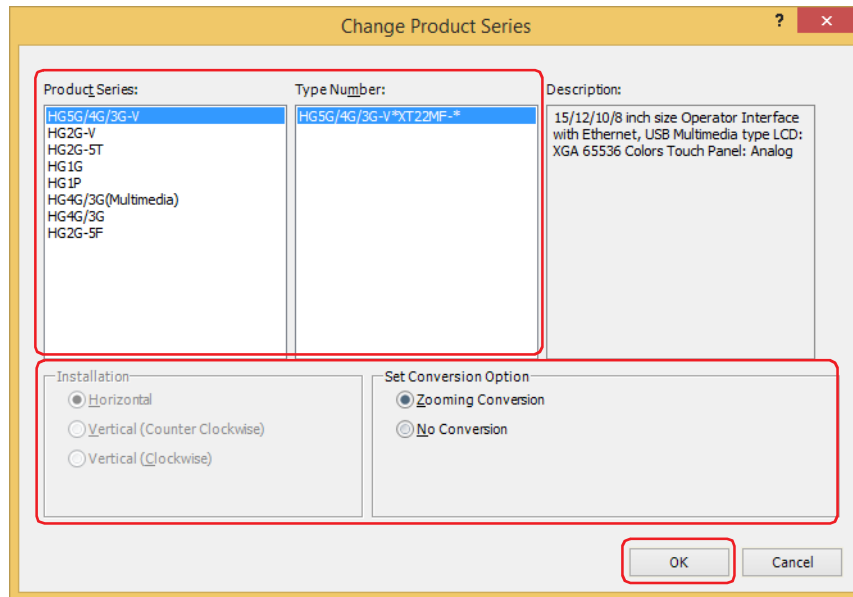 Change Product Series
?
Product Series:
HG5G/4G/3G-V
HG2G-V
HG2G-5T
HG1G
HG1P
HG4G/3G(Multimedia)
HG4G/3G
HG2G-5F
Type Number:
HG5G/4G/3G-V*XT22MF-*
Description:
15/12/10/8 inch size Operator Interface
with Ethernet, USB Multimedia type LCD:
XGA 65536 Colors Touch Panel: Analog
Installation
Horizontal
Vertical (Counter Clockwise)
Vertical (Clockwise)
Set Conversion Option
Zooming Conversion
No Conversion
OK
Cancel